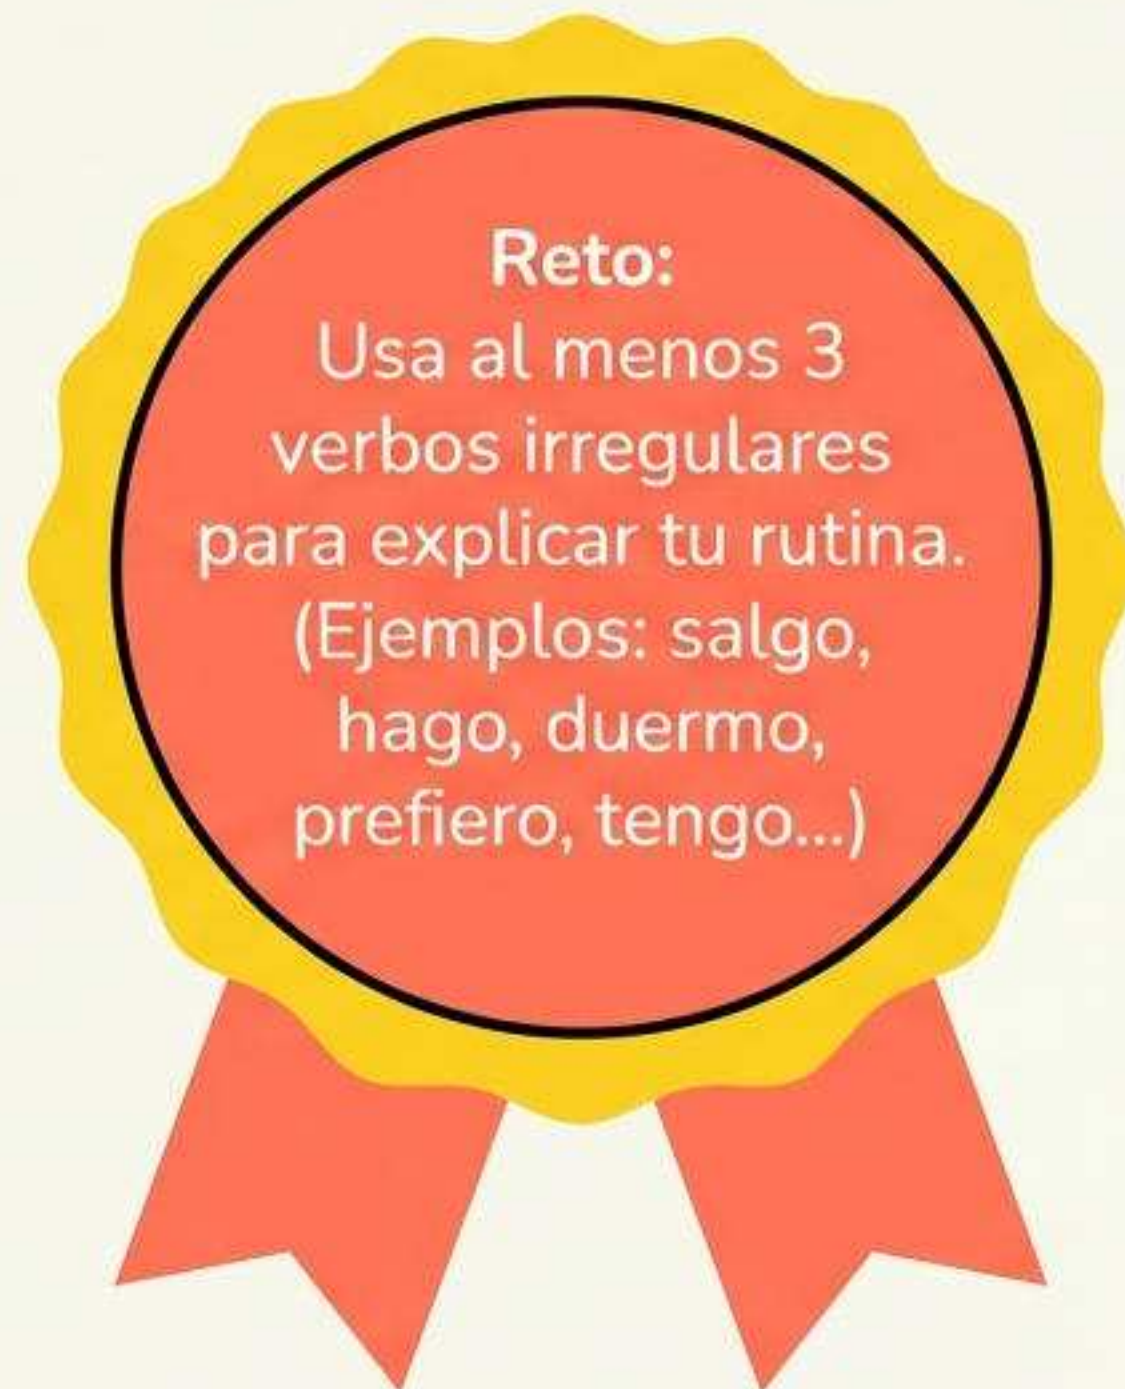 Reto:
Usa al menos 3
verbos irregulares
para explicar tu rutina.
(Ejemplos: salgo,
hago, duermo,
prefiero, tengo...)